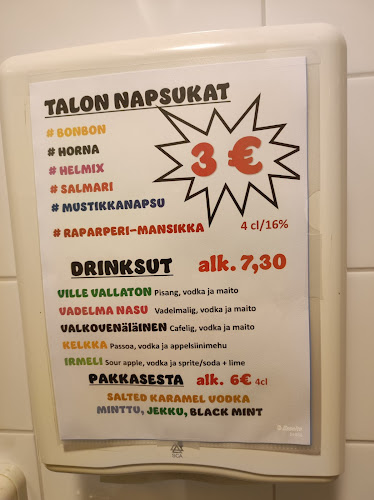 TALON NAPSUKAT
# BONBON
# HORNA
# HELMIX
# SALMARI
# MUSTIKKANAPSU
# RAPARPERI-MANSIKKA
3 €
4 cl/16%
DRINKSUT alk. 7,30
VILLE VALLATON Pisang, vodka ja maito
VADELMA NASU Vadelmalig, vodka ja maito
VALKOVENÄLÄINEN Cafelig, vodka ja maito
KELKKA Passoa, vodka ja appelsiinimehu
IRMELI Sour apple, vodka ja sprite/soda + lime
PAKKASESTA alk. 6€ 4cl
SALTED KARAMEL VODKA
MINTTU, JEKKU, BLACK MINT
SCA